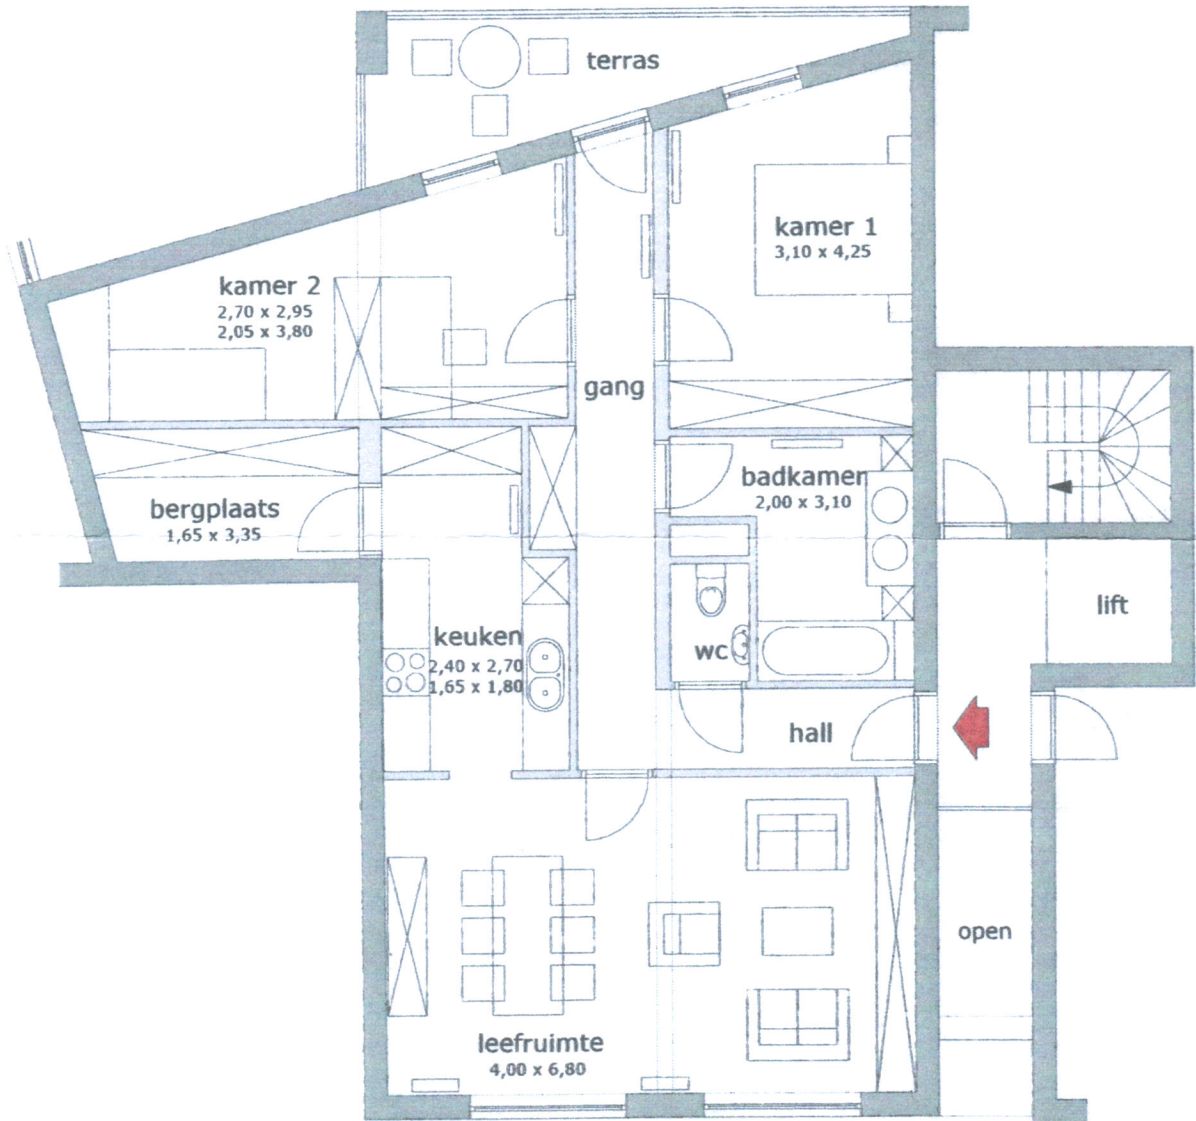 terras
kamer 1
3,10 x 4,25
kamer 2
2,70 x 2,95
2,05 x 3,80
gang
badkamer
2,00 x 3,10
bergplaats
1,65 x 3,35
lift
keuken
2,40 x 2,70
1,65 x 1,80
wc
hall
open
leefruimte
4,00 x 6,80